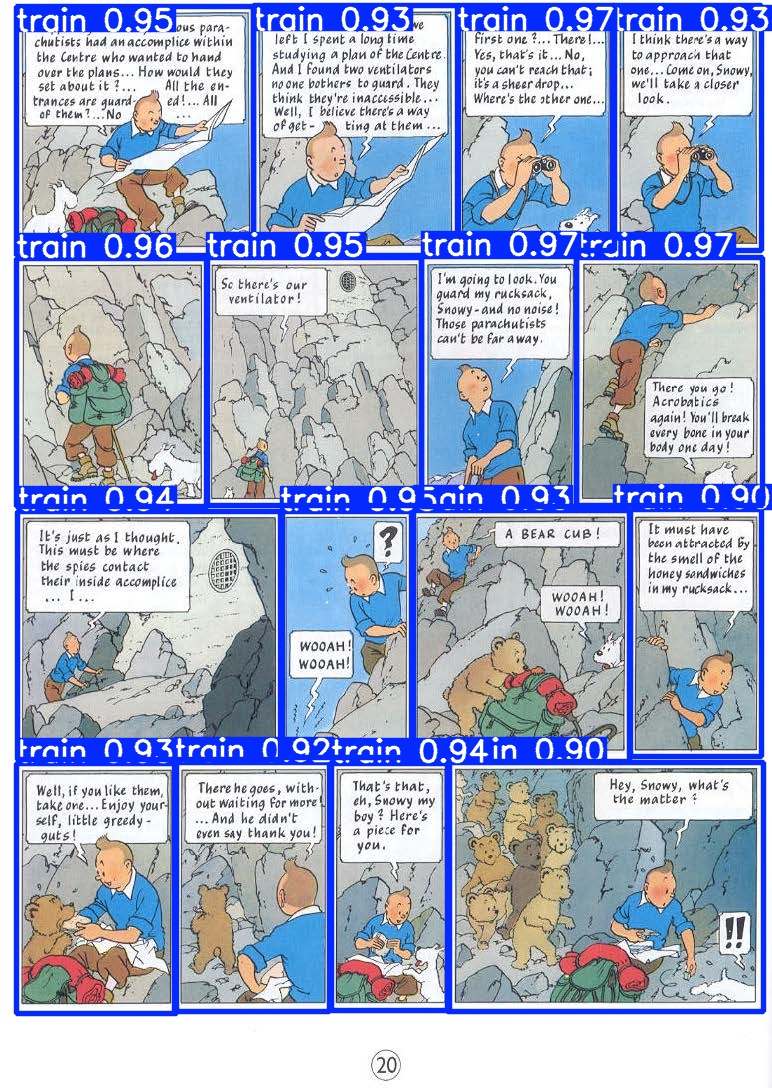 train 0.95
ous para-
chutists had an accomplice within
the Centre who wanted to hand
over the plans... How would they
set about it?... All the en-
trances are guard- ed!... All
of them?...No ...
train 0.93
we
left I spent a long time
studying a plan of the Centre.
And I found two ventilators
no one bothers to guard. They
think they're inaccessible...
Well, I believe there's a way
of get- ting at them...
train 0.97
First one?... There!...
Yes, that's it... No,
you can't reach that;
it's a sheer drop...
Where's the other one...
train 0.93
I think there's a way
to approach that
one... Come on, Snowy,
we'll take a closer
look.
train 0.96
train 0.95
So there's our
ventilator!
train 0.97
I'm going to look. You
guard my rucksack,
Snowy - and no noise!
Those parachutists
can't be far away.
train 0.97
There you go!
Acrobatics
again! You'll break
every bone in your
body one day!
train 0.94
It's just as I thought.
This must be where
the spies contact
their inside accomplice
... I...
train 0.95
?
WOOAH!
WOOAH!
ain 0.93
A BEAR CUB!
WOOAH!
WOOAH!
train 0.90
It must have
been attracted by
the smell of the
honey sandwiches
in my rucksack...
train 0.93
Well, if you like them,
take one... Enjoy your-
self, little greedy-
guts!
train 0.92
There he goes, with-
out waiting for more!
... And he didn't
even say thank you!
train 0.94
That's that,
eh, Snowy my
boy? Here's
a piece for
you.
in 0.90
Hey, Snowy, what's
the matter?
!!
20